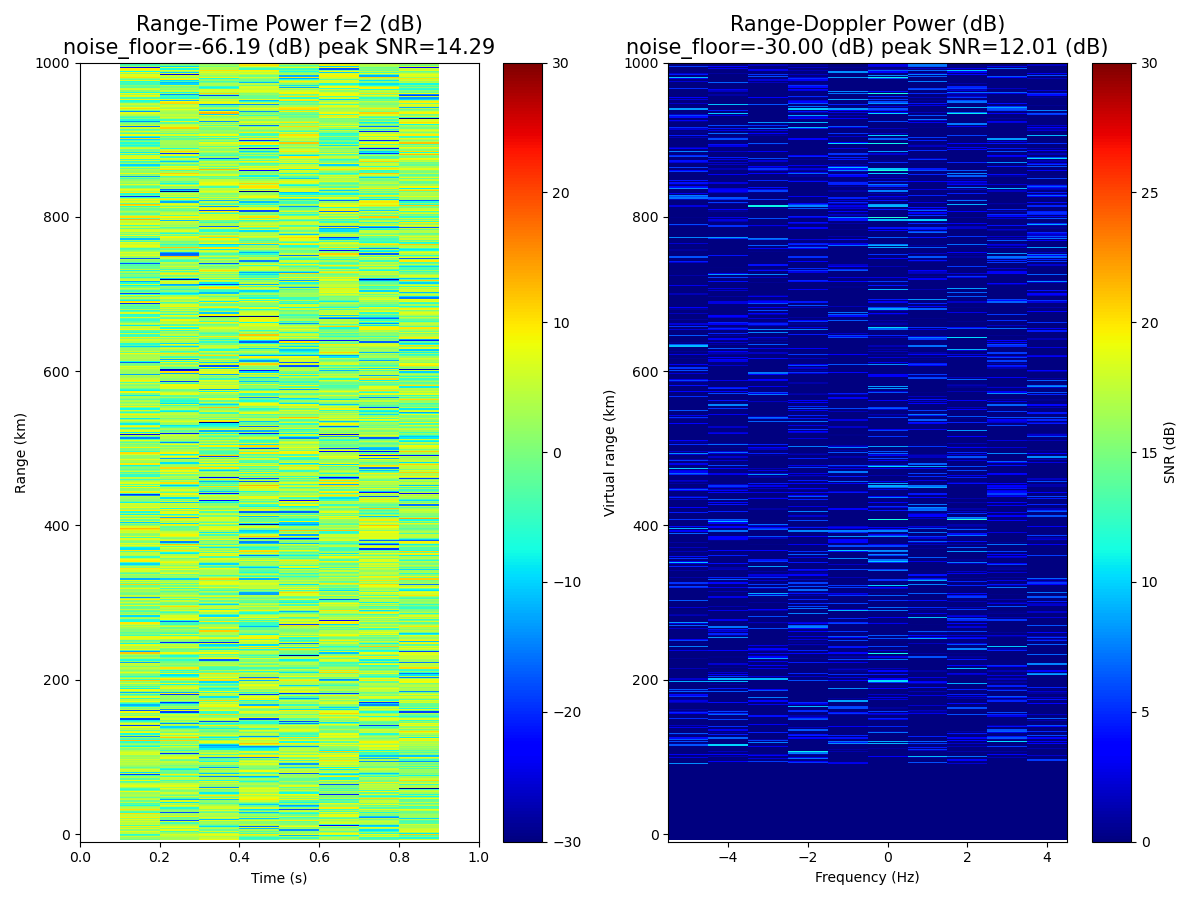 Range-Time Power f=2 (dB)
noise_floor=-66.19 (dB) peak SNR=14.29
Range-Doppler Power (dB)
noise_floor=-30.00 (dB) peak SNR=12.01 (dB)
Range (km)
1000
800
600
400
200
0
0.0 0.2 0.4 0.6 0.8 1.0
Time (s)
30
20
10
0
−10
−20
−30
Virtual range (km)
1000
800
600
400
200
0
−4 −2 0 2 4
Frequency (Hz)
30
25
20
15
10
5
0
SNR (dB)